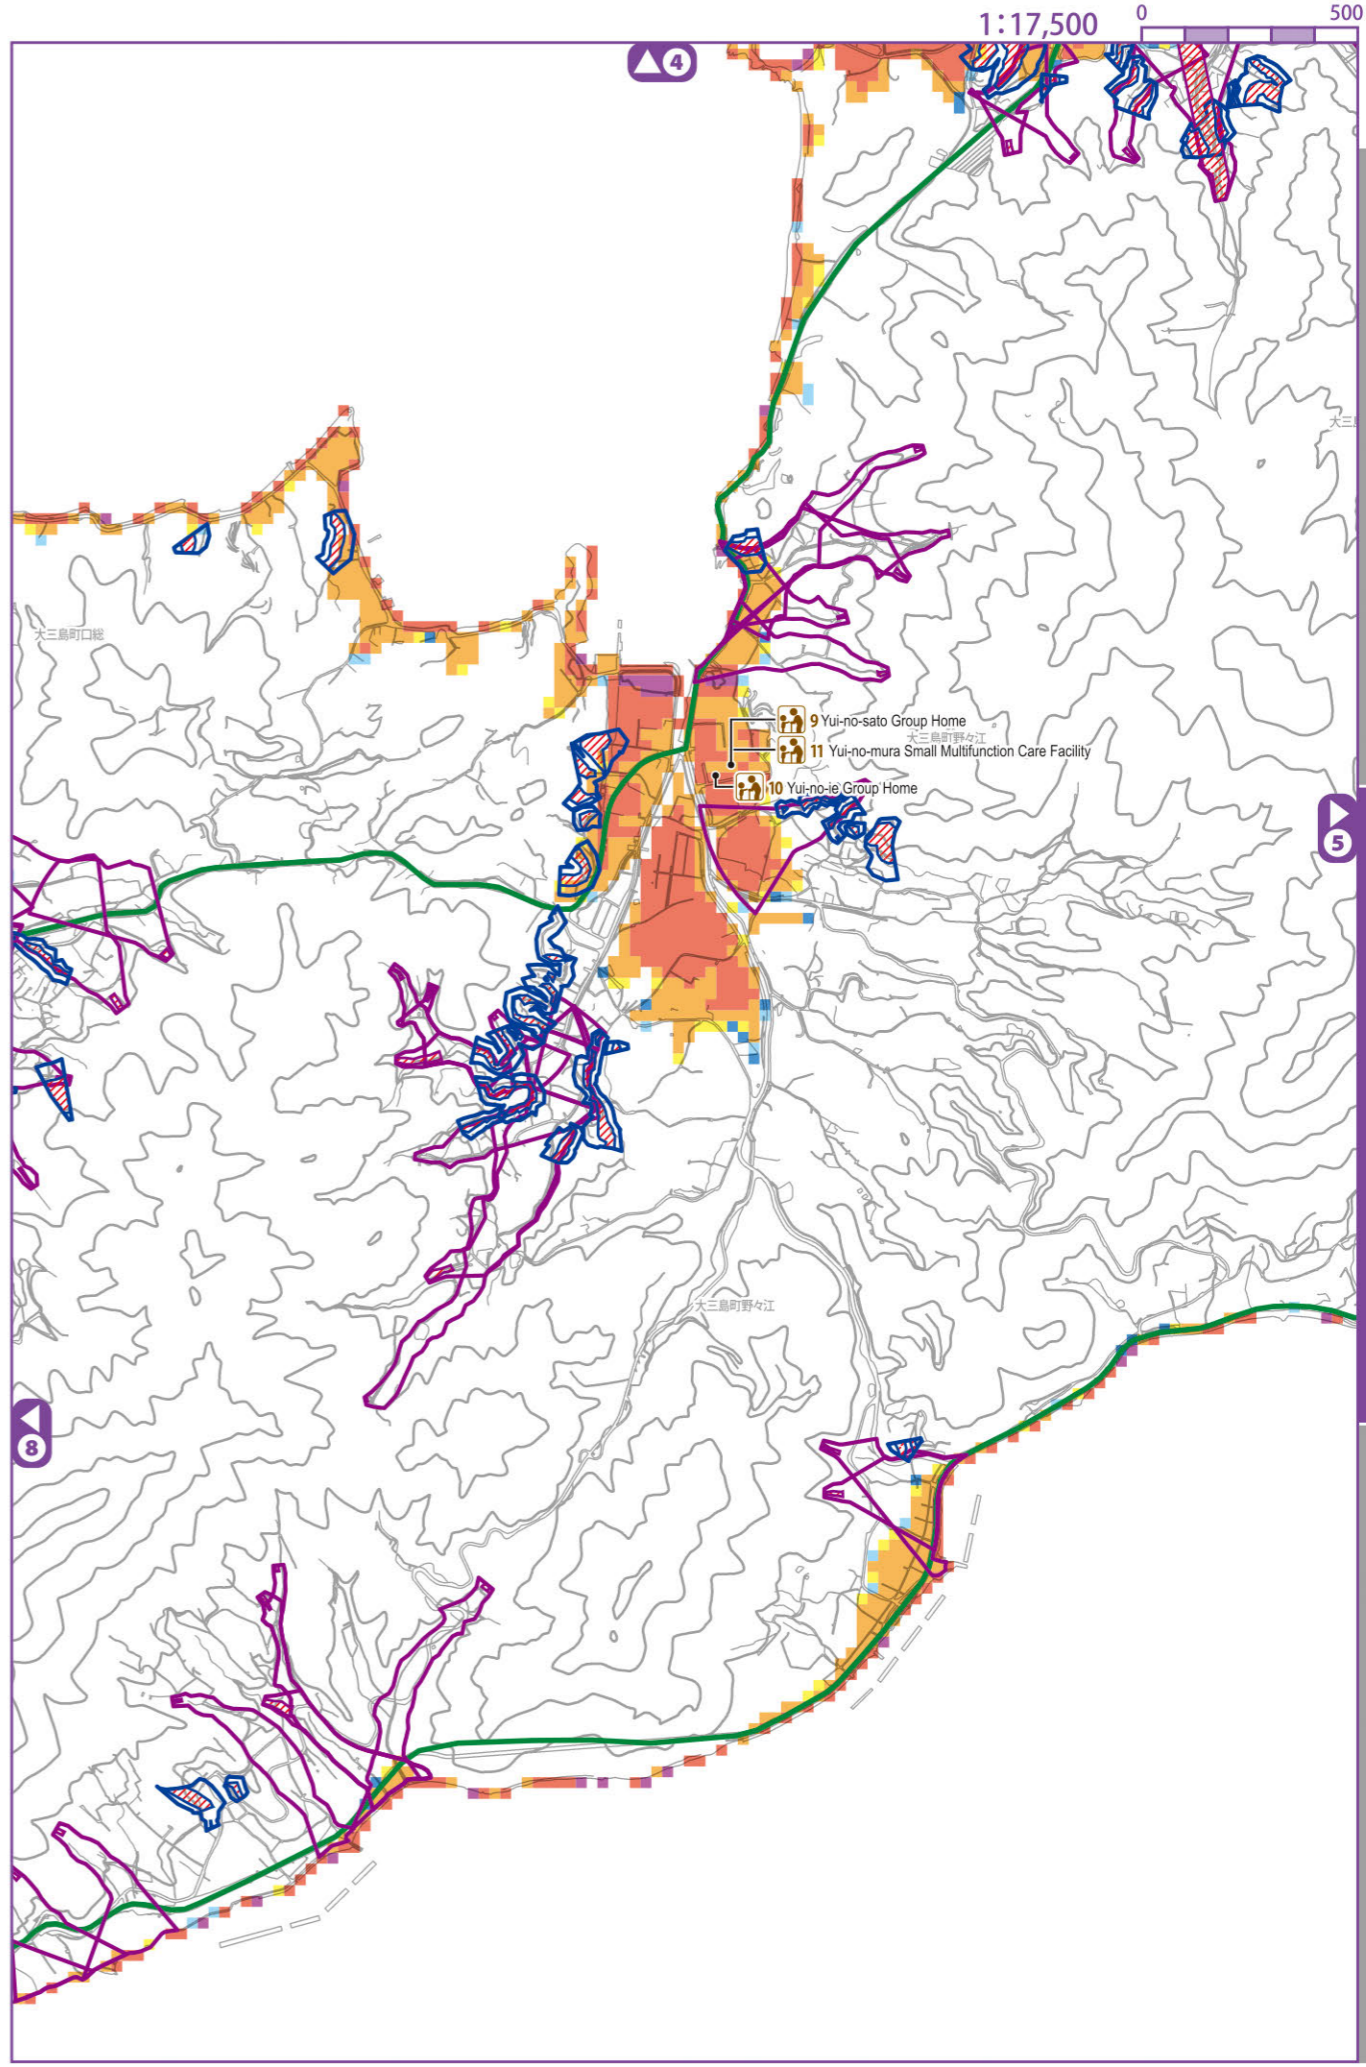 1:17,500
0
500
4
大三島町口総
9 Yui-no-sato Group Home
大三島町野々江
11 Yui-no-mura Small Multifunction Care Facility
10 Yui-no-ie Group Home
5
大三島町野々江
8